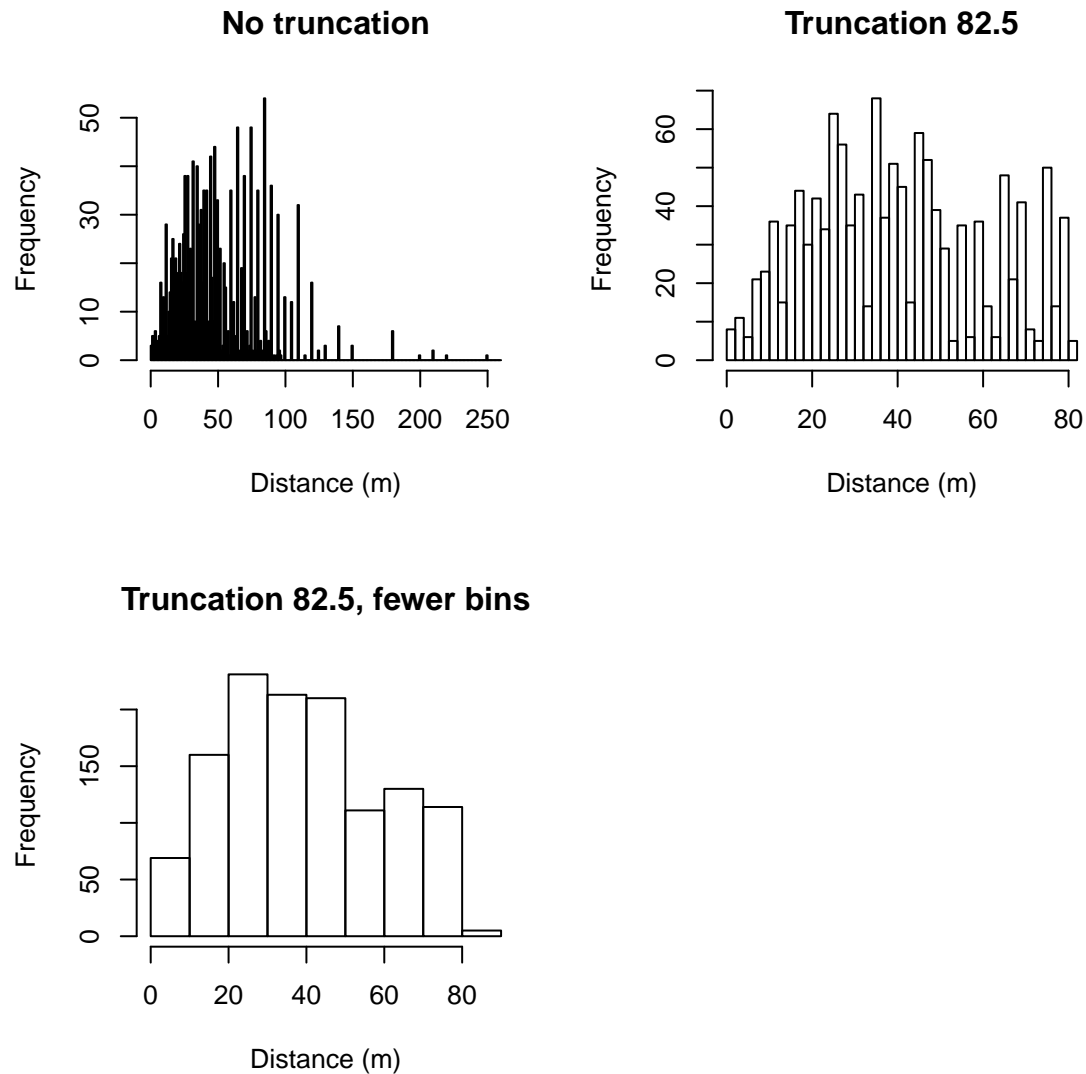 No truncation
Frequency
0 10 30 50
0 50 100 150 200 250
Distance (m)
Truncation 82.5
Frequency
0 20 40 60
0 20 40 60 80
Distance (m)
Truncation 82.5, fewer bins
Frequency
0 50 150
0 20 40 60 80
Distance (m)